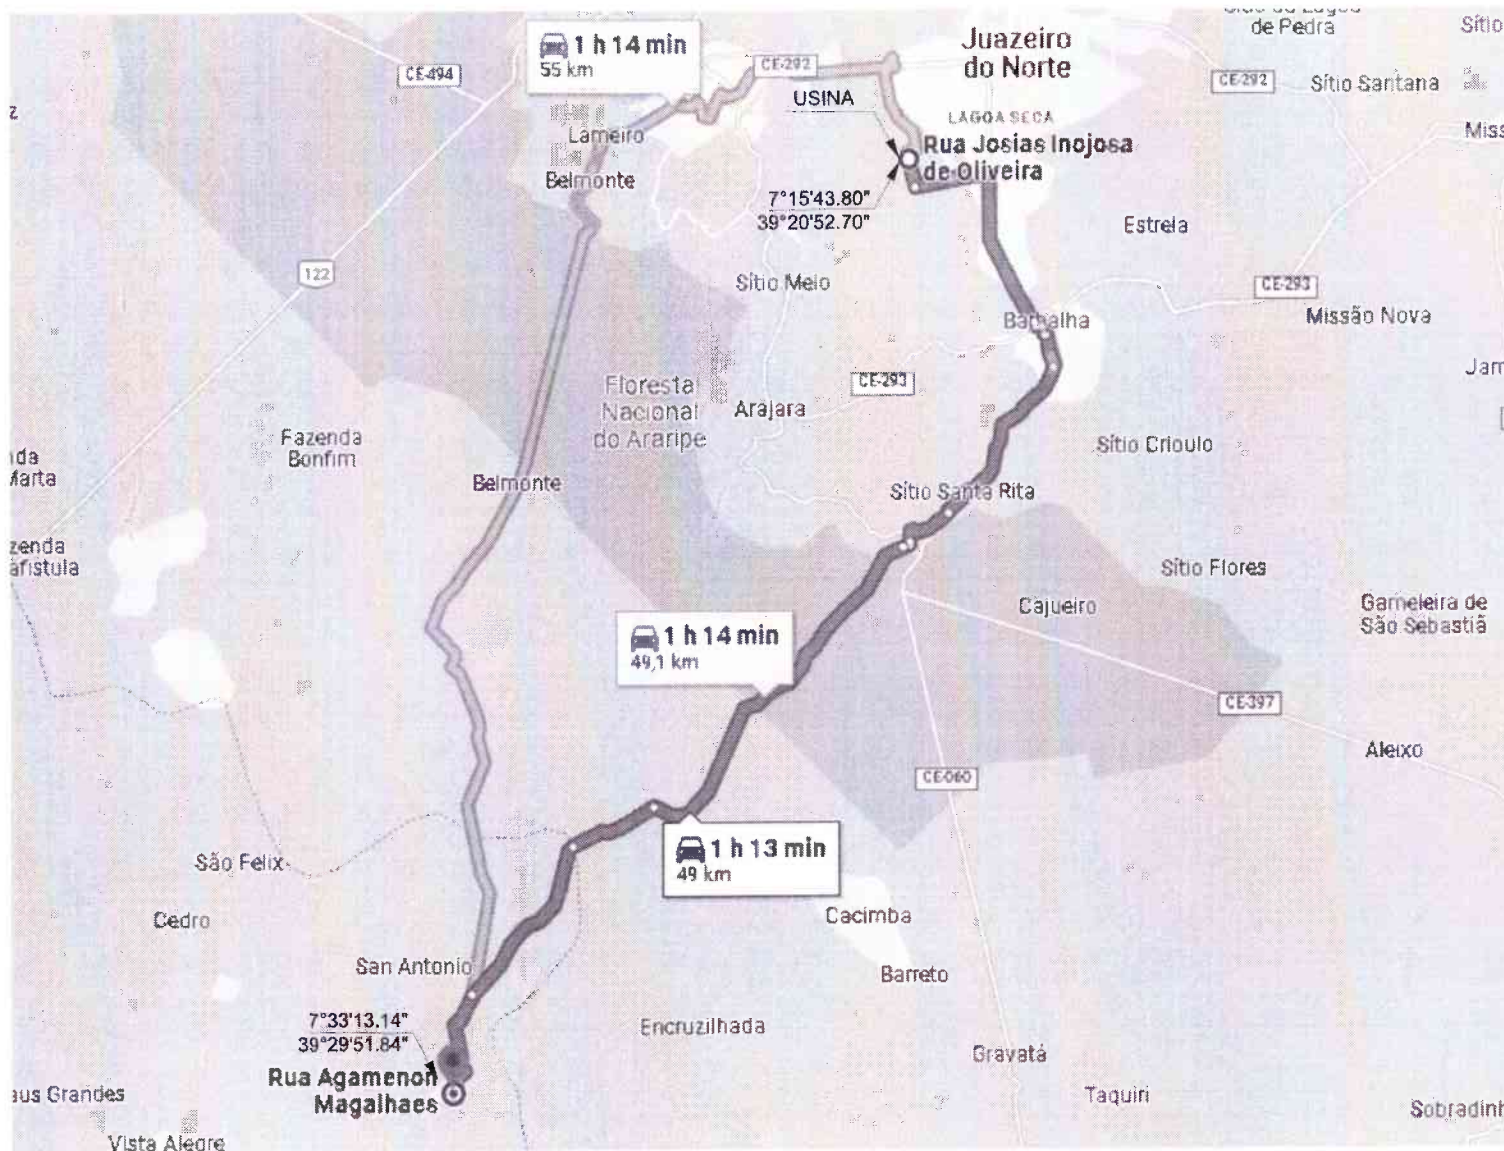 de Pedra
Sítio
1 h 14 min
55 km
CE-292
Juazeiro
do Norte
CE-494
CE-292
Sítio Santana
USINA
LAGOA SECA
Lameiro
Rua Josias Inojosa
de Oliveira
Belmonte
7°15'43.80"
39°20'52.70"
Estrela
122
Sítio Meio
CE-293
Missão Nova
Barbalha
CE-293
Floresta
Nacional
do Araripe
Arajara
Fazenda
Bonfim
Sítio Crioulo
Belmonte
Sítio Santa Rita
Sítio Flores
Cajueiro
Gameleira de
São Sebastiã
1 h 14 min
49,1 km
CE-397
Aleixo
CE-060
1 h 13 min
49 km
São Felix
Cedro
Cacimba
San Antonio
Barreto
7°33'13.14"
39°29'51.84"
Encruzilhada
Gravatá
Rua Agamenon
Magalhaes
aus Grandes
Taquiri
Sobradinh
Vista Alegre